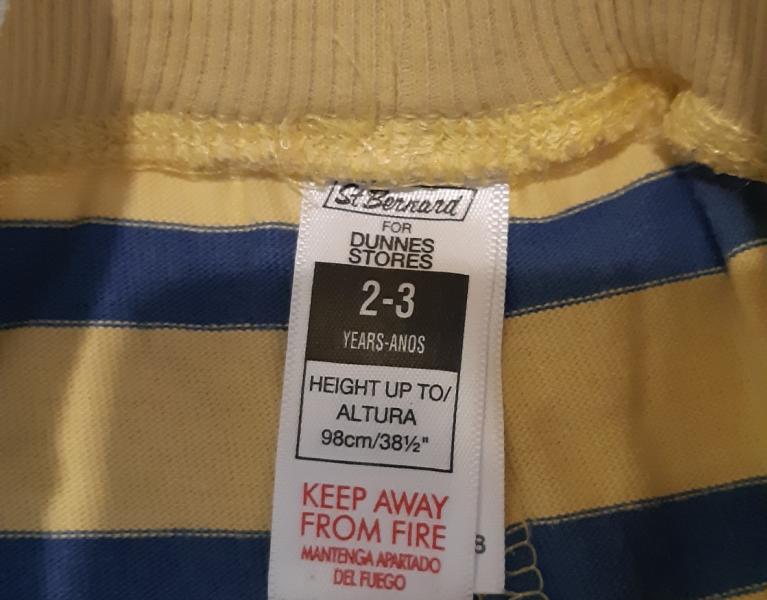 St Bernard
FOR
DUNNES
STORES
2-3
YEARS-ANOS
HEIGHT UP TO/
ALTURA
98cm/38½"
KEEP AWAY
FROM FIRE
MANTENGA APARTADO
DEL FUEGO